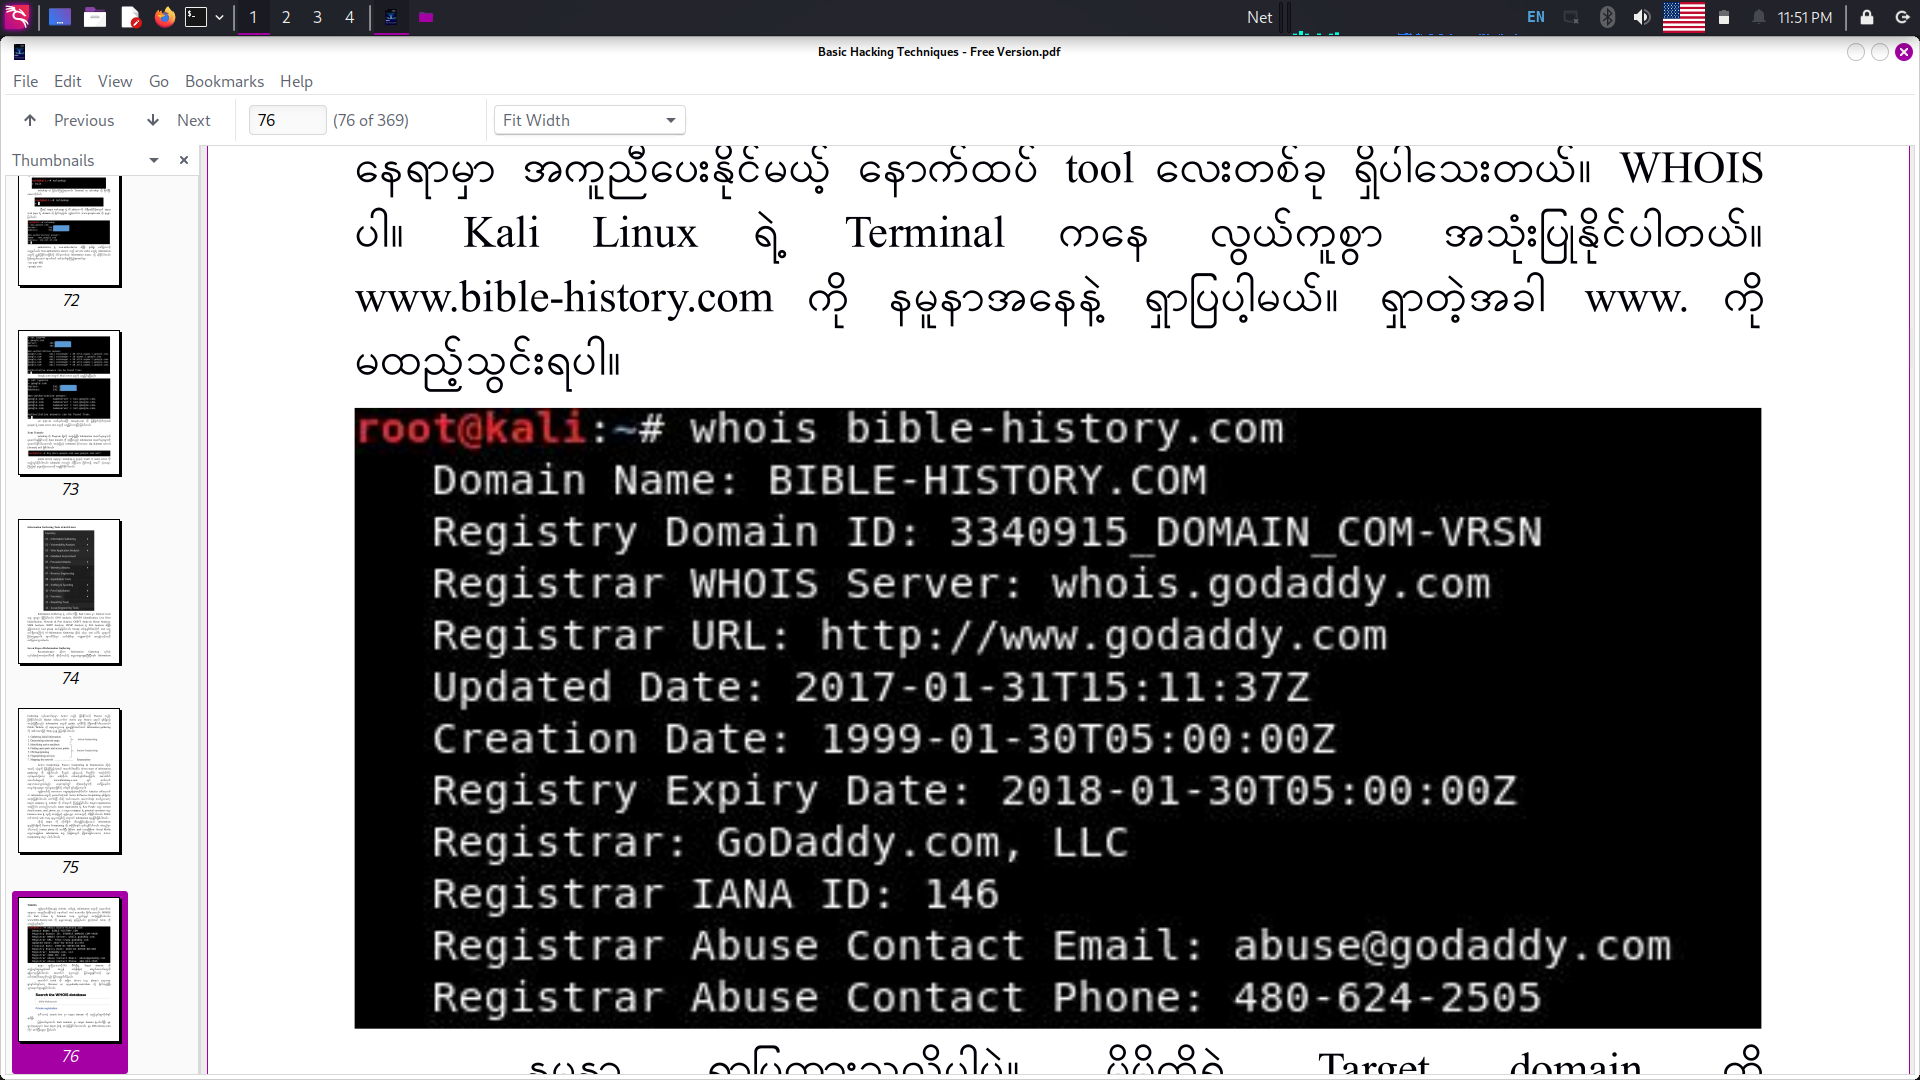 1 2 3 4 Net EN 11:51 PM
Basic Hacking Techniques - Free Version.pdf
File Edit View Go Bookmarks Help
Previous Next 76 (76 of 369) Fit Width
Thumbnails
72
73
74
75
76
နေရာမှာ အကူညီပေးနိုင်မယ့် နောက်ထပ် tool လေးတစ်ခု ရှိပါသေးတယ်။ WHOIS
ပါ။ Kali Linux ရဲ့ Terminal ကနေ လွယ်ကူစွာ အသုံးပြုနိုင်ပါတယ်။
www.bible-history.com ကို နမူနာအနေနဲ့ ရှာပြပါ့မယ်။ ရှာတဲ့အခါ www. ကို
မထည့်သွင်းရပါ။
root@kali:~# whois bible-history.com
Domain Name: BIBLE-HISTORY.COM
Registry Domain ID: 3340915_DOMAIN_COM-VRSN
Registrar WHOIS Server: whois.godaddy.com
Registrar URL: http://www.godaddy.com
Updated Date: 2017-01-31T15:11:37Z
Creation Date: 1999-01-30T05:00:00Z
Registry Expiry Date: 2018-01-30T05:00:00Z
Registrar: GoDaddy.com, LLC
Registrar IANA ID: 146
Registrar Abuse Contact Email: abuse@godaddy.com
Registrar Abuse Contact Phone: 480-624-2505
Target domain ကို